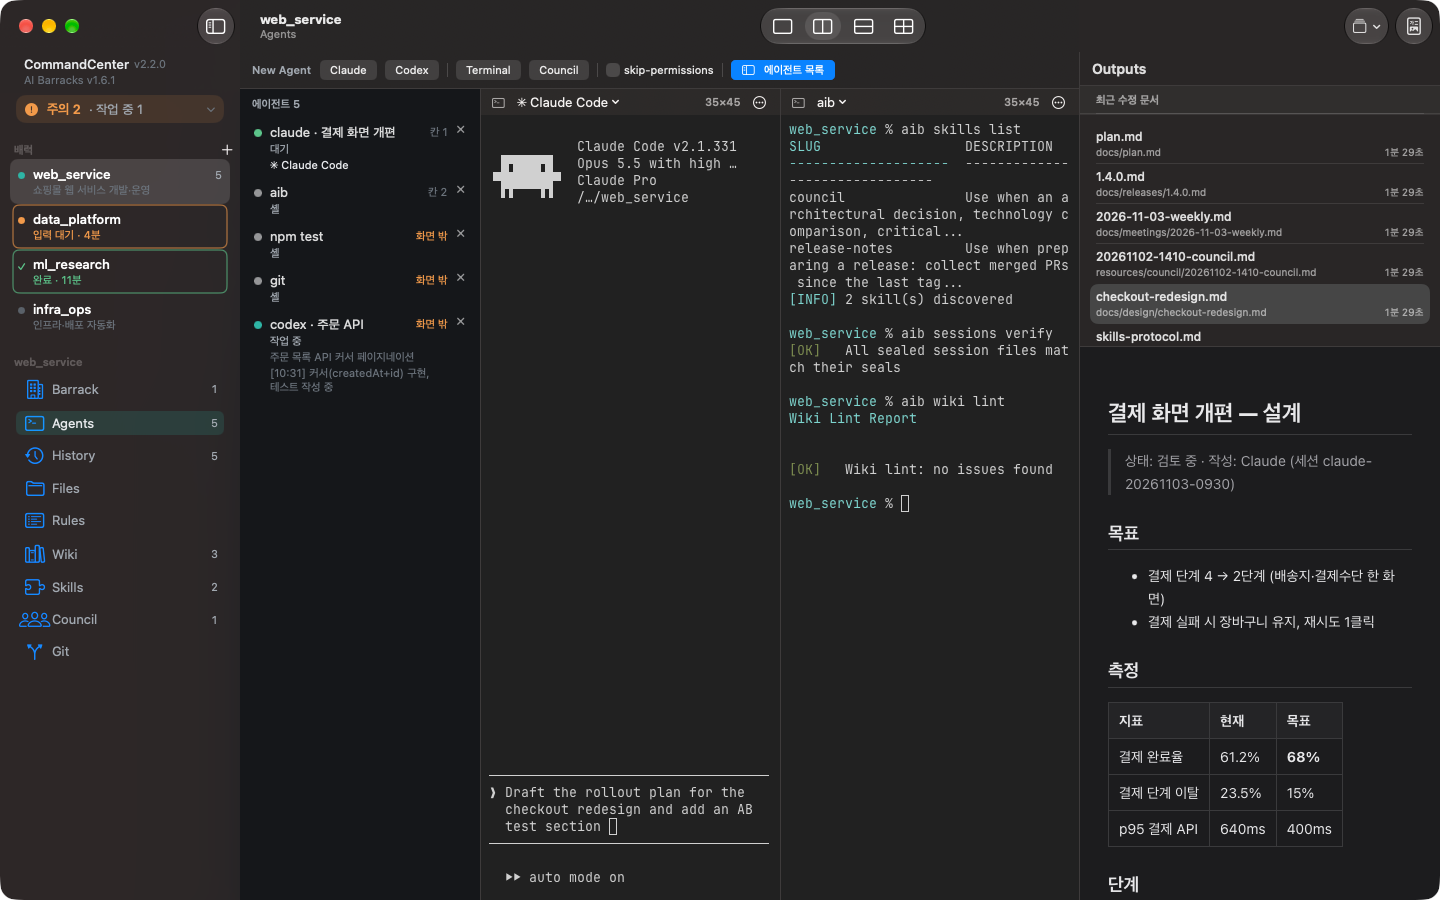 web_service
Agents
CommandCenter v2.2.0
AI Barracks v1.6.1
주의 2 · 작업 중 1
배럭
web_service 5
쇼핑몰 웹 서비스 개발·운영
data_platform
입력 대기 · 4분
ml_research
완료 · 11분
infra_ops
인프라·배포 자동화
web_service
Barrack 1
Agents 5
History 5
Files
Rules
Wiki 3
Skills 2
Council 1
Git
New Agent Claude Codex Terminal Council skip-permissions 에이전트 목록
에이전트 5
claude · 결제 화면 개편 칸 1
대기
✳ Claude Code
aib 칸 2
셸
npm test 화면 밖
셸
git 화면 밖
셸
codex · 주문 API 화면 밖
작업 중
주문 목록 API 커서 페이지네이션
[10:31] 커서(createdAt+id) 구현,
테스트 작성 중
✳ Claude Code 35×45
Claude Code v2.1.331
Opus 5.5 with high …
Claude Pro
/…/web_service
❯ Draft the rollout plan for the
checkout redesign and add an AB
test section
▸▸ auto mode on
aib 35×45
web_service % aib skills list
SLUG DESCRIPTION
-------------------- -------------
------------------
council Use when an a
rchitectural decision, technology c
omparison, critical...
release-notes Use when prep
aring a release: collect merged PRs
since the last tag...
[INFO] 2 skill(s) discovered
web_service % aib sessions verify
[OK] All sealed session files mat
ch their seals
web_service % aib wiki lint
Wiki Lint Report
[OK] Wiki lint: no issues found
web_service %
Outputs
최근 수정 문서
plan.md
docs/plan.md 1분 29초
1.4.0.md
docs/releases/1.4.0.md 1분 29초
2026-11-03-weekly.md
docs/meetings/2026-11-03-weekly.md 1분 29초
20261102-1410-council.md
resources/council/20261102-1410-council.md 1분 29초
checkout-redesign.md
docs/design/checkout-redesign.md 1분 29초
skills-protocol.md
결제 화면 개편 — 설계
상태: 검토 중 · 작성: Claude (세션 claude-
20261103-0930)
목표
• 결제 단계 4 → 2단계 (배송지·결제수단 한 화
면)
• 결제 실패 시 장바구니 유지, 재시도 1클릭
측정
지표 현재 목표
결제 완료율 61.2% 68%
결제 단계 이탈 23.5% 15%
p95 결제 API 640ms 400ms
단계